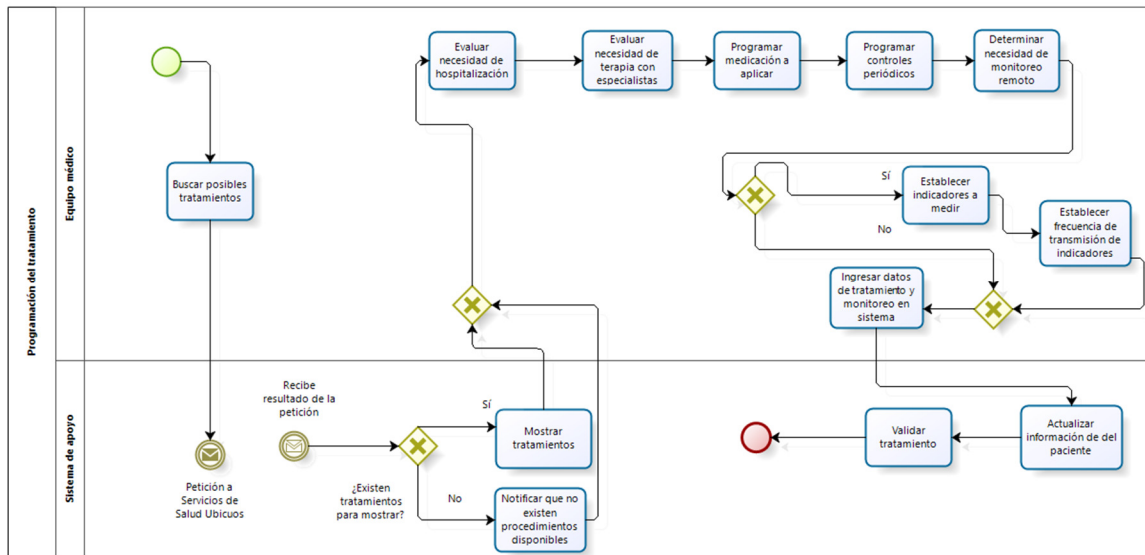 Programación del tratamiento
Equipo médico
Sistema de apoyo
Buscar posibles
tratamientos
Petición a
Servicios de
Salud Ubicuos
Recibe
resultado de la
petición
¿Existen
tratamientos
para mostrar?
Sí
Mostrar
tratamientos
No
Notificar que no
existen
procedimientos
disponibles
Evaluar
necesidad de
hospitalización
Evaluar
necesidad de
terapia con
especialistas
Programar
medicación a
aplicar
Programar
controles
periódicos
Determinar
necesidad de
monitoreo
remoto
Sí
Establecer
indicadores a
medir
No
Establecer
frecuencia de
transmisión de
indicadores
Ingresar datos
de tratamiento y
monitoreo en
sistema
Actualizar
información de del
paciente
Validar
tratamiento